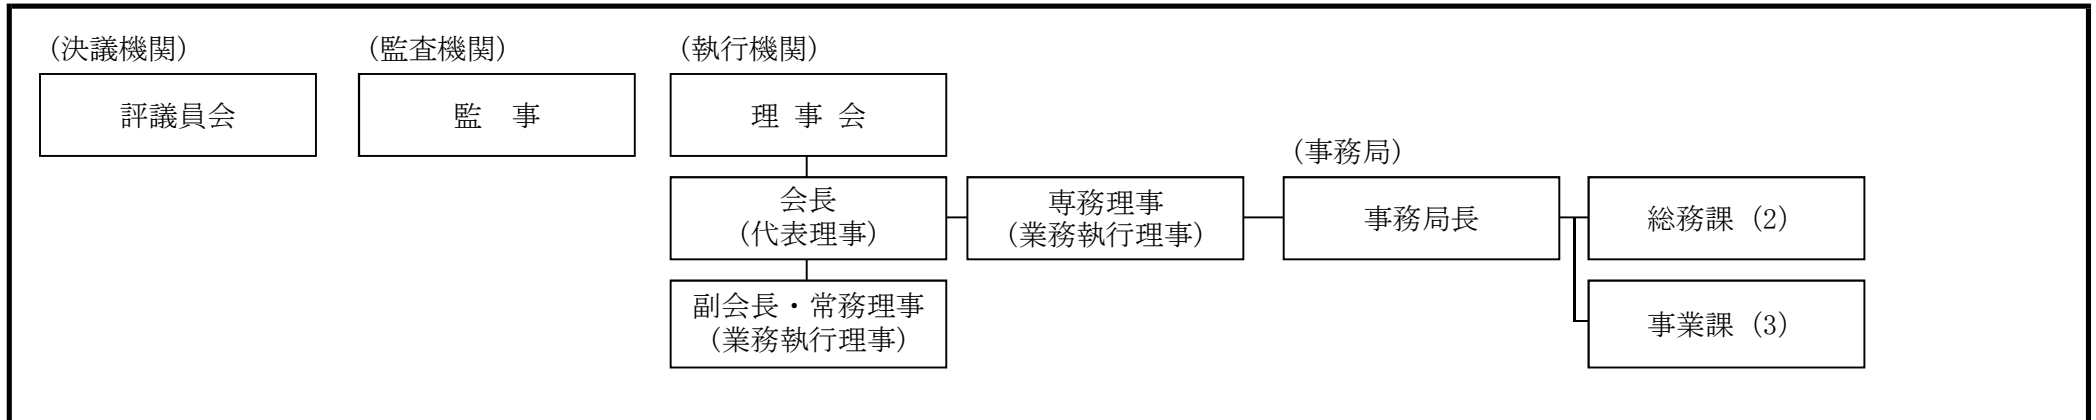 (決議機関)
(監査機関)
(執行機関)
評議員会
監　事
理 事 会
(事務局)
会長
(代表理事)
専務理事
(業務執行理事)
事務局長
総務課 (2)
副会長・常務理事
(業務執行理事)
事業課 (3)